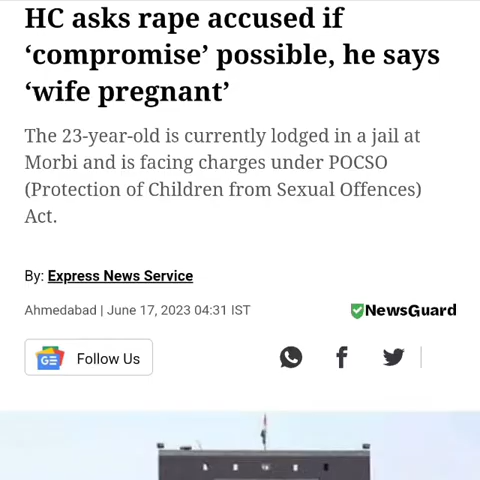 HC asks rape accused if
‘compromise’ possible, he says
‘wife pregnant’
The 23-year-old is currently lodged in a jail at
Morbi and is facing charges under POCSO
(Protection of Children from Sexual Offences)
Act.
By: Express News Service
Ahmedabad | June 17, 2023 04:31 IST
NewsGuard
GE Follow Us